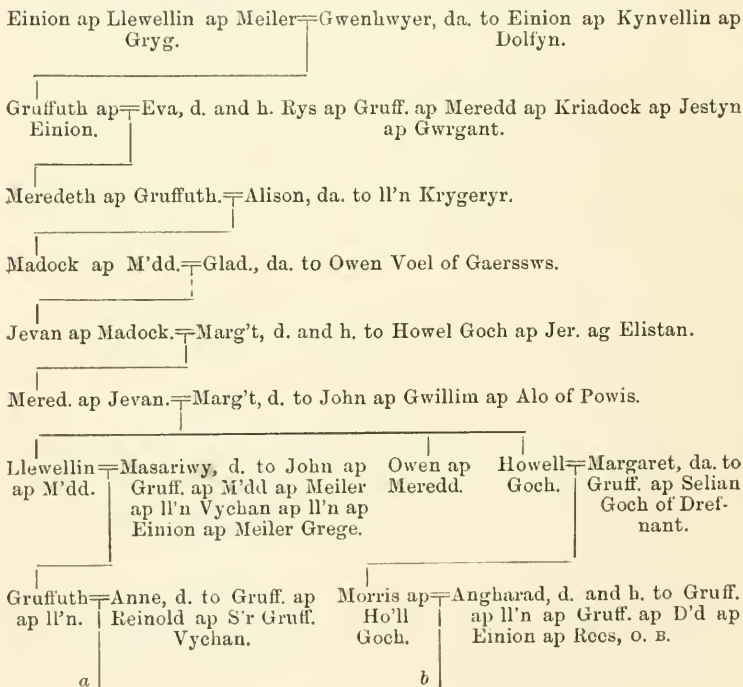 Einion ap Llewellin ap Meiler Gwenhwyer, da. to Einion ap Kynvellin ap
Gryg. Dolfyn.
Gruffuth ap Eva, d. and h. Rys ap Gruff. ap Meredd ap Kriadock ap Jestyn
Einion. ap Gwrgant.
Meredeth ap Gruffuth. Alison, da. to ll'n Krygeryr.
Madock ap M'dd. Glad., da. to Owen Voel of Gaerssws.
Jevan ap Madock. Marg't, d. and h. to Howel Goch ap Jer. ag Elistan.
Mered. ap Jevan. Marg't, d. to John ap Gwillim ap Alo of Powis.
Llewellin Masariwy, d. to John ap Owen ap Howell Margaret, da. to
ap M'dd. Gruff. ap M'dd ap Meiler Meredd. Goch. Gruff. ap Selian
ap ll'n Vychan ap ll'n ap Goch of Dref-
Einion ap Meiler Grege. nant.
Gruffuth Anne, d. to Gruff. ap Morris ap Angharad, d. and h. to Gruff.
ap ll'n. Reinold ap S'r Gruff. Ho'll ap ll'n ap Gruff. ap D'd ap
Vychan. Goch. Einion ap Rees, O. B.
a b